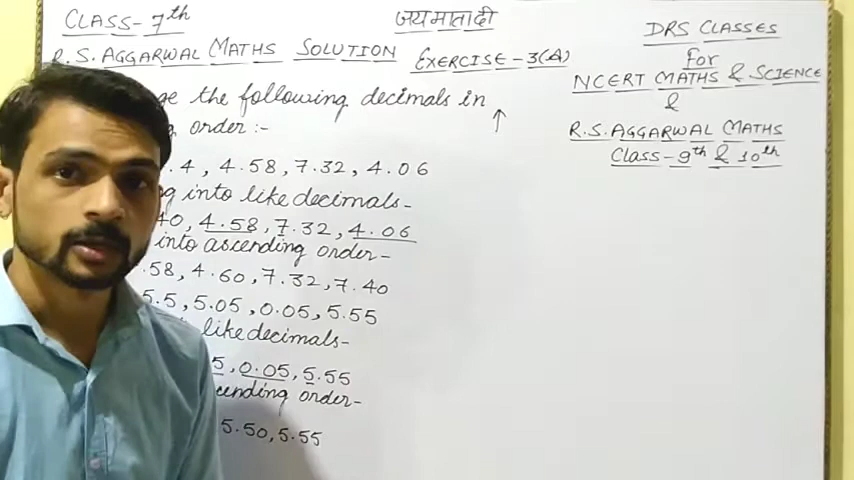 CLASS-7th
जय माता दी
R.S.AGGARWAL MATHS SOLUTION EXERCISE-3(A)
the following decimals in
order :-
.4, 4.58, 7.32, 4.06
into like decimals-
40, 4.58, 7.32, 4.06
into ascending order-
.58, 4.60, 7.32, 7.40
5.5, 5.05, 0.05, 5.55
like decimals-
5, 0.05, 5.55
order-
5.50, 5.55
DRS CLASSES
For
NCERT MATHS & SCIENCE
&
R.S.AGGARWAL MATHS
Class-9th & 10th